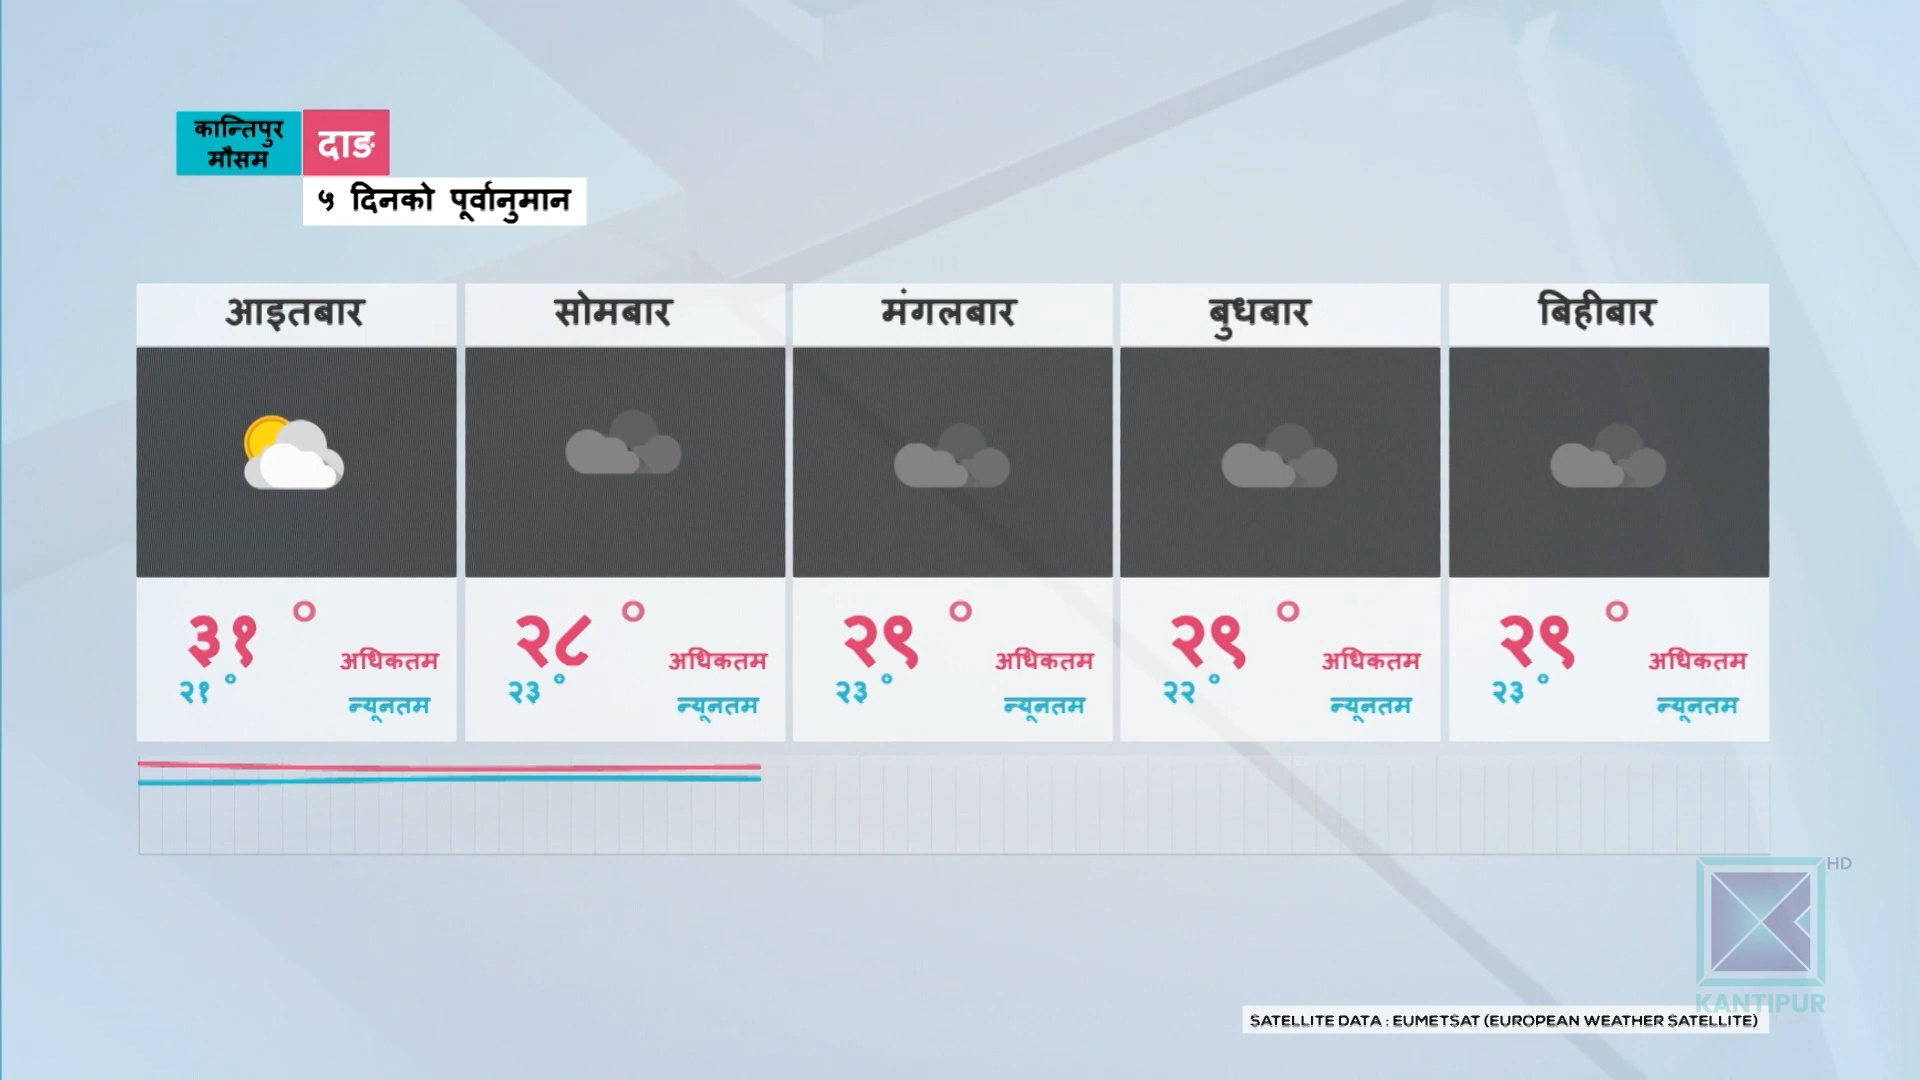 कान्तिपुर
मौसम
दाङ
५ दिनको पूर्वानुमान
आइतबार
सोमबार
मंगलबार
बुधबार
बिहीबार
३१°
अधिकतम
२१°
न्यूनतम
२८°
अधिकतम
२३°
न्यूनतम
२९°
अधिकतम
२३°
न्यूनतम
२९°
अधिकतम
२२°
न्यूनतम
२९°
अधिकतम
२३°
न्यूनतम
HD
KANTIPUR
SATELLITE DATA : EUMETSAT (EUROPEAN WEATHER SATELLITE)